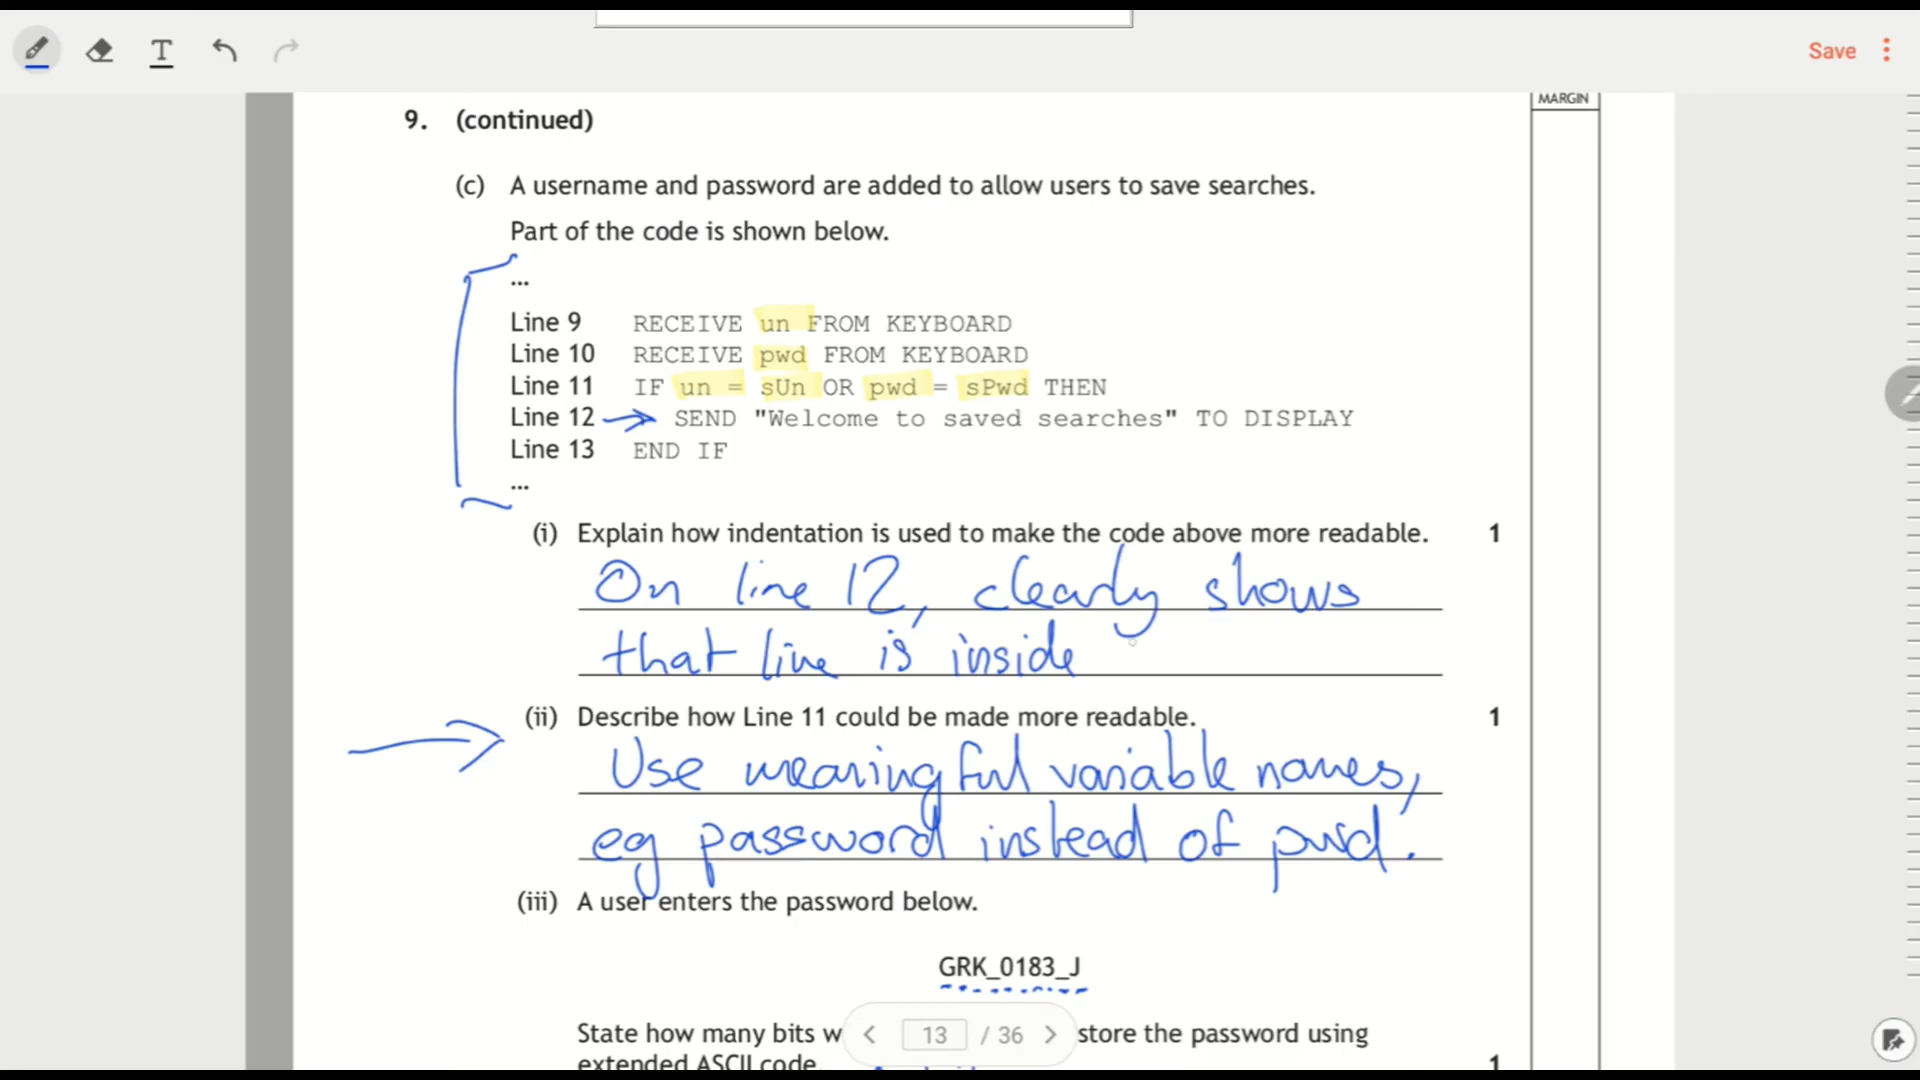 T
Save
MARGIN
9. (continued)
(c) A username and password are added to allow users to save searches.
Part of the code is shown below.
...
Line 9 RECEIVE un FROM KEYBOARD
Line 10 RECEIVE pwd FROM KEYBOARD
Line 11 IF un = sUn OR pwd = sPwd THEN
Line 12 SEND "Welcome to saved searches" TO DISPLAY
Line 13 END IF
...
(i) Explain how indentation is used to make the code above more readable. 1
On line 12, clearly shows
that line is inside
(ii) Describe how Line 11 could be made more readable. 1
Use meaningful variable names,
eg password instead of pwd.
(iii) A user enters the password below.
GRK_0183_J
State how many bits w store the password using
13 / 36
extended ASCII code 1